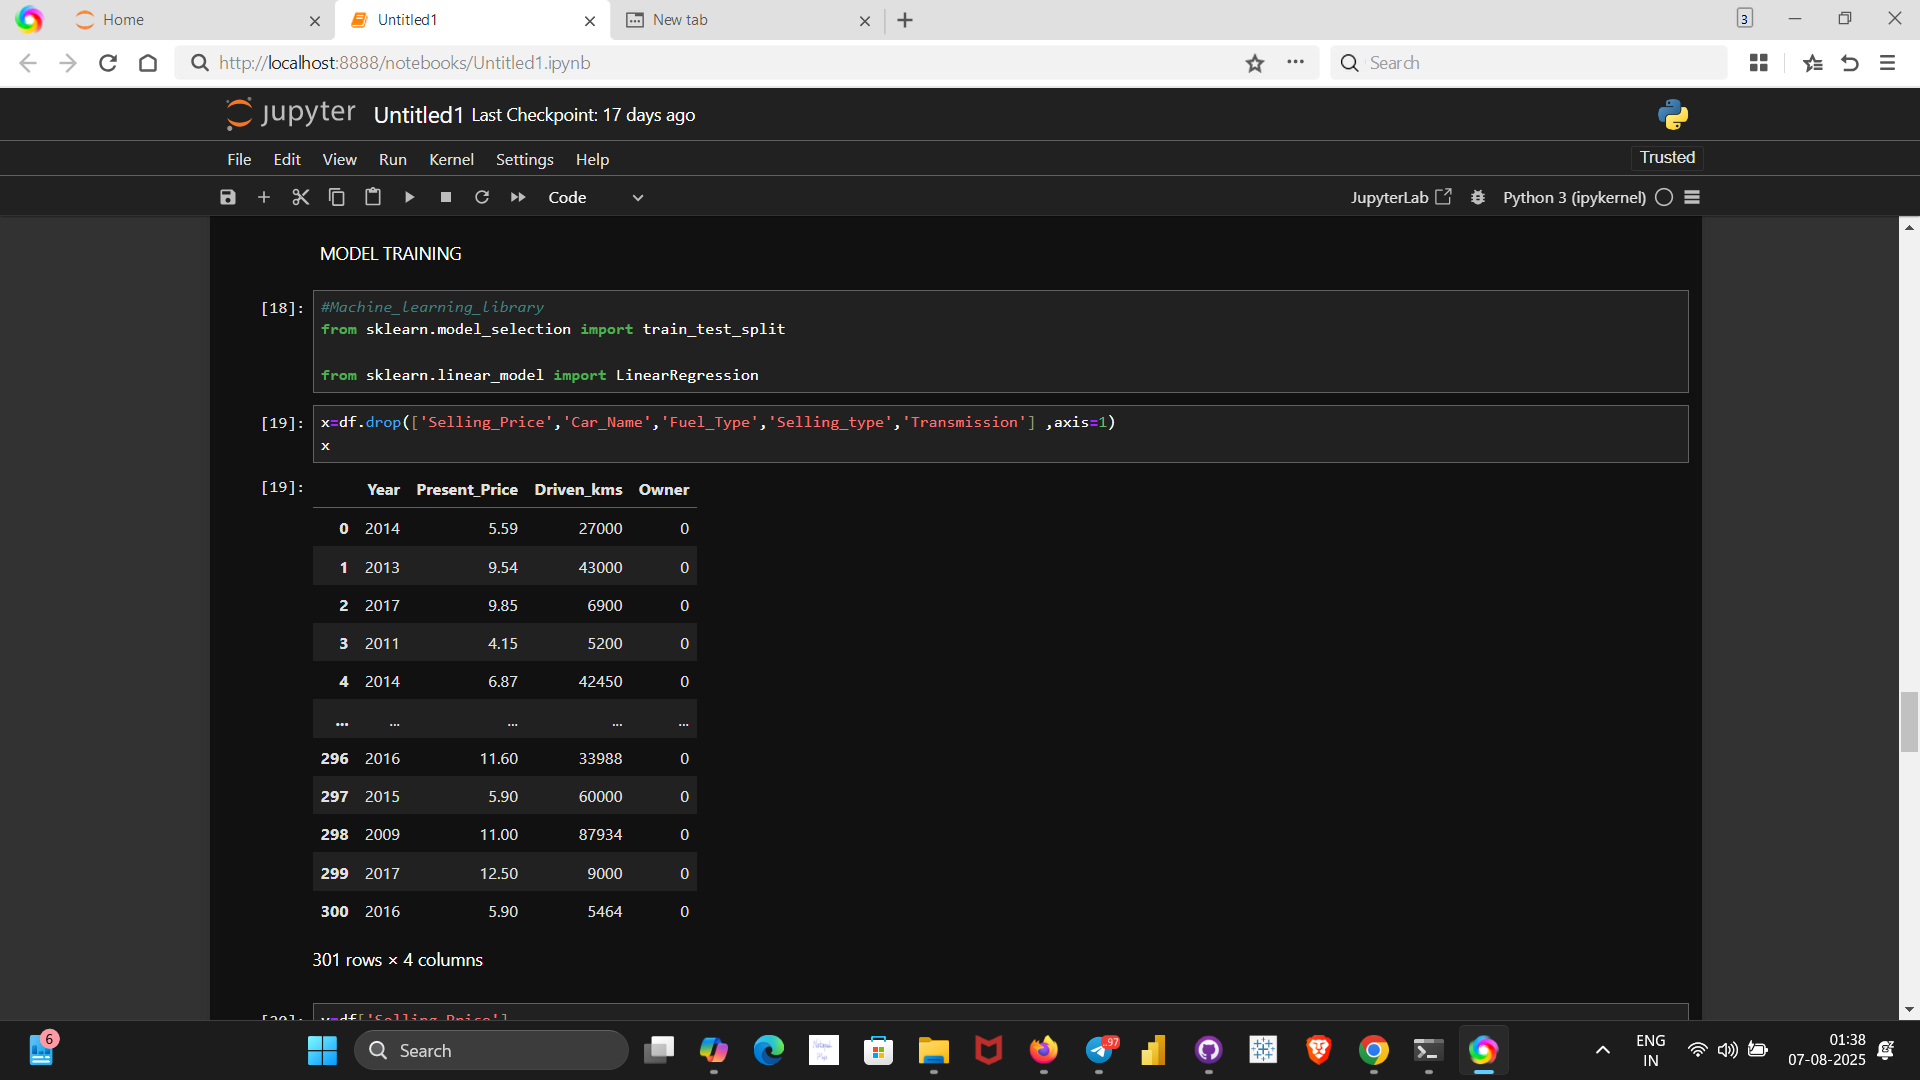 Home
Untitled1
New tab
3
http://localhost:8888/notebooks/Untitled1.ipynb
Search
jupyter Untitled1 Last Checkpoint: 17 days ago
File Edit View Run Kernel Settings Help
Trusted
Code
JupyterLab
Python 3 (ipykernel)
MODEL TRAINING
[18]:
#Machine_learning_library
from sklearn.model_selection import train_test_split
from sklearn.linear_model import LinearRegression
[19]:
x=df.drop(['Selling_Price','Car_Name','Fuel_Type','Selling_type','Transmission'] ,axis=1)
x
[19]:
Year Present_Price Driven_kms Owner
0 2014 5.59 27000 0
1 2013 9.54 43000 0
2 2017 9.85 6900 0
3 2011 4.15 5200 0
4 2014 6.87 42450 0
... ... ... ... ...
296 2016 11.60 33988 0
297 2015 5.90 60000 0
298 2009 11.00 87934 0
299 2017 12.50 9000 0
300 2016 5.90 5464 0
301 rows × 4 columns
[20]:
y=df['Selling_Price']
6
Search
97
ENG
IN
01:38
07-08-2025